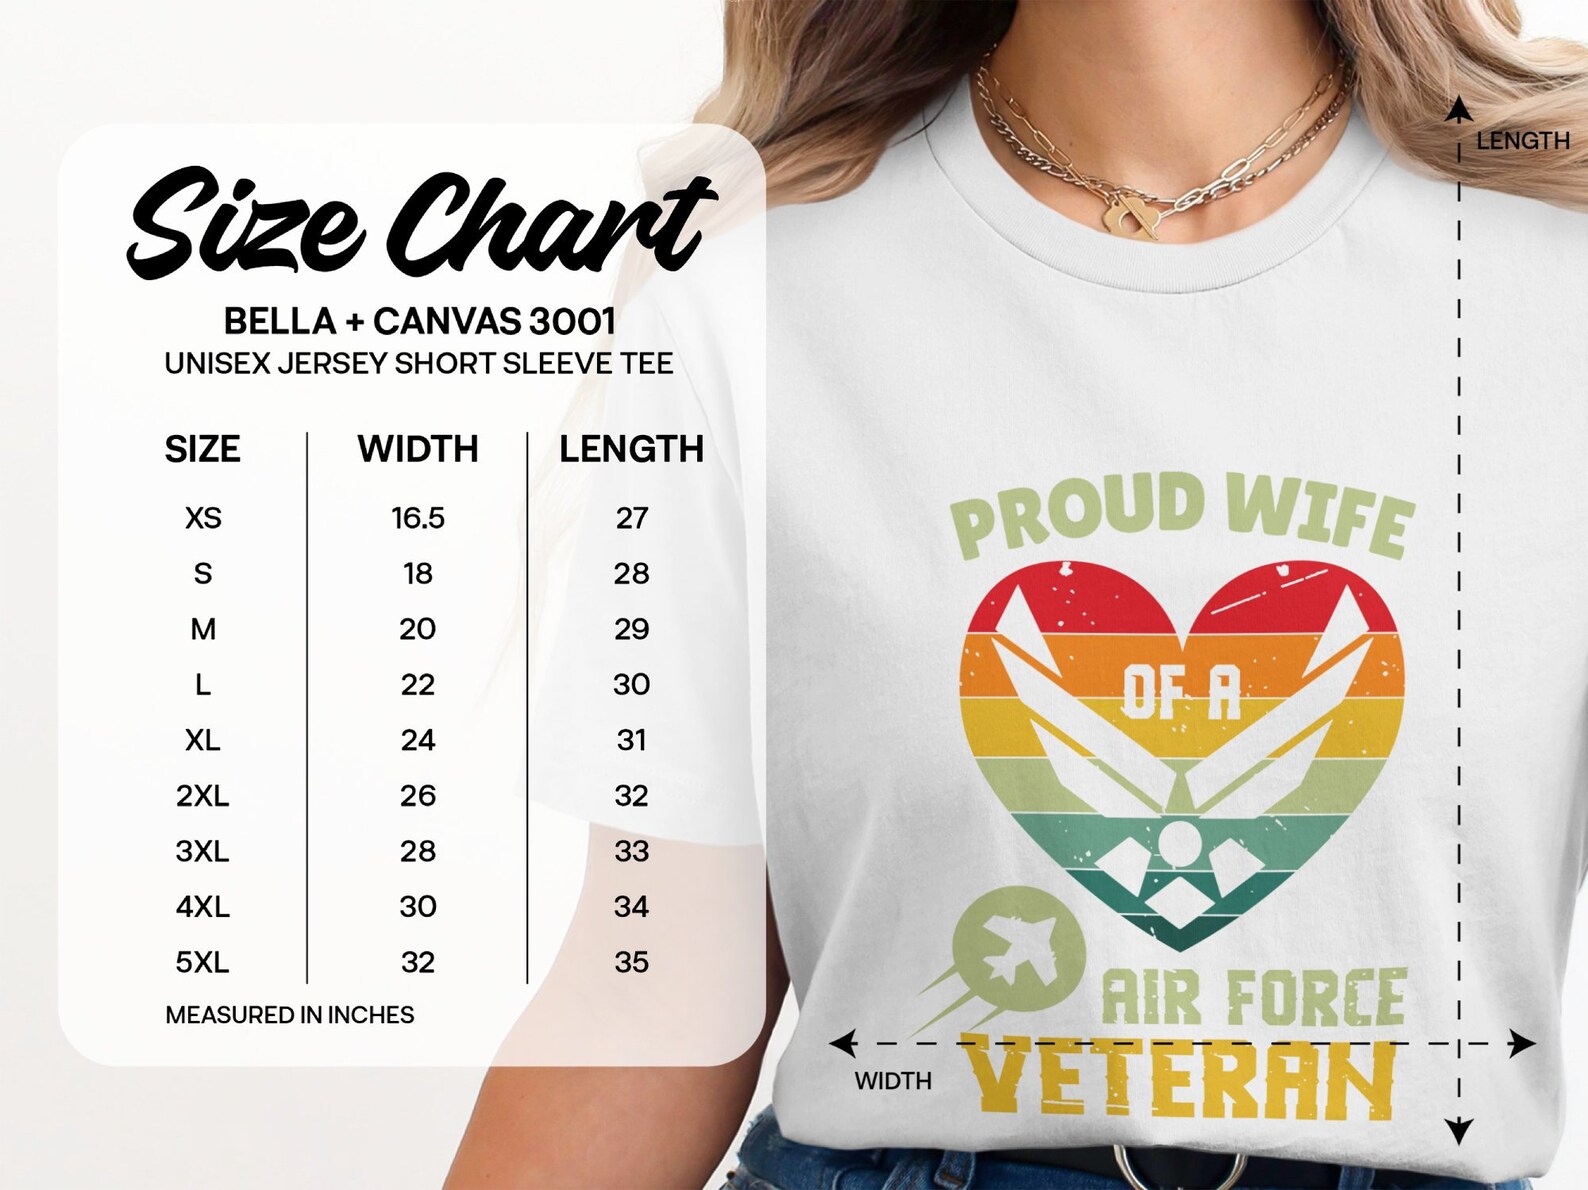 Size Chart
BELLA + CANVAS 3001
UNISEX JERSEY SHORT SLEEVE TEE
SIZE WIDTH LENGTH
XS 16.5 27
S 18 28
M 20 29
L 22 30
XL 24 31
2XL 26 32
3XL 28 33
4XL 30 34
5XL 32 35
MEASURED IN INCHES
LENGTH
PROUD WIFE
OF A
AIR FORCE
VETERAN
WIDTH